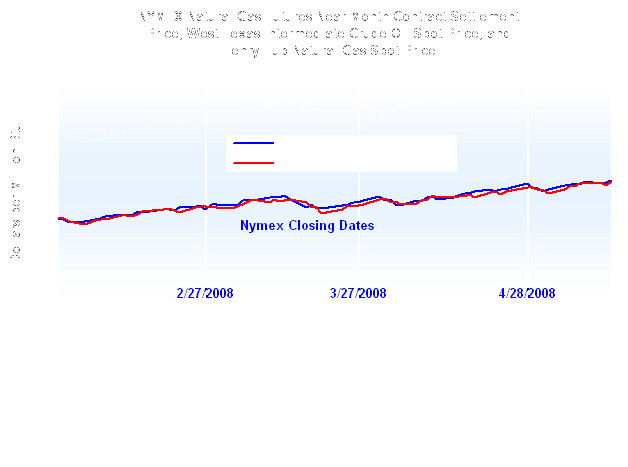 NYMEX Natural Gas Futures Near Month Contract Settlement
Price, West Texas Intermediate Crude Oil Spot Price, and
Henry Hub Natural Gas Spot Price
Nymex Closing Dates
2/27/2008
3/27/2008
4/28/2008